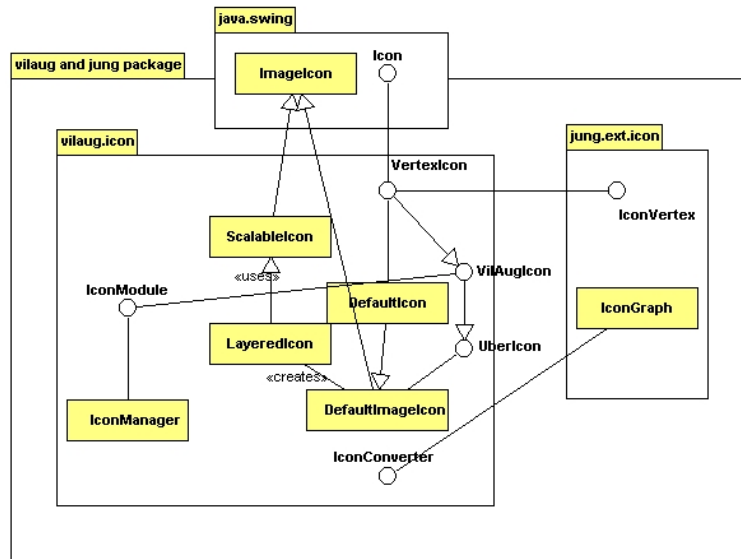 java.swing
Icon
vilaug and jung package
ImageIcon
vilaug.icon
jung.ext.icon
VertexIcon
IconVertex
ScalableIcon
«uses»
VilAugIcon
IconModule
DefaultIcon
IconGraph
LayeredIcon
UberIcon
«creates»
DefaultImageIcon
IconManager
IconConverter